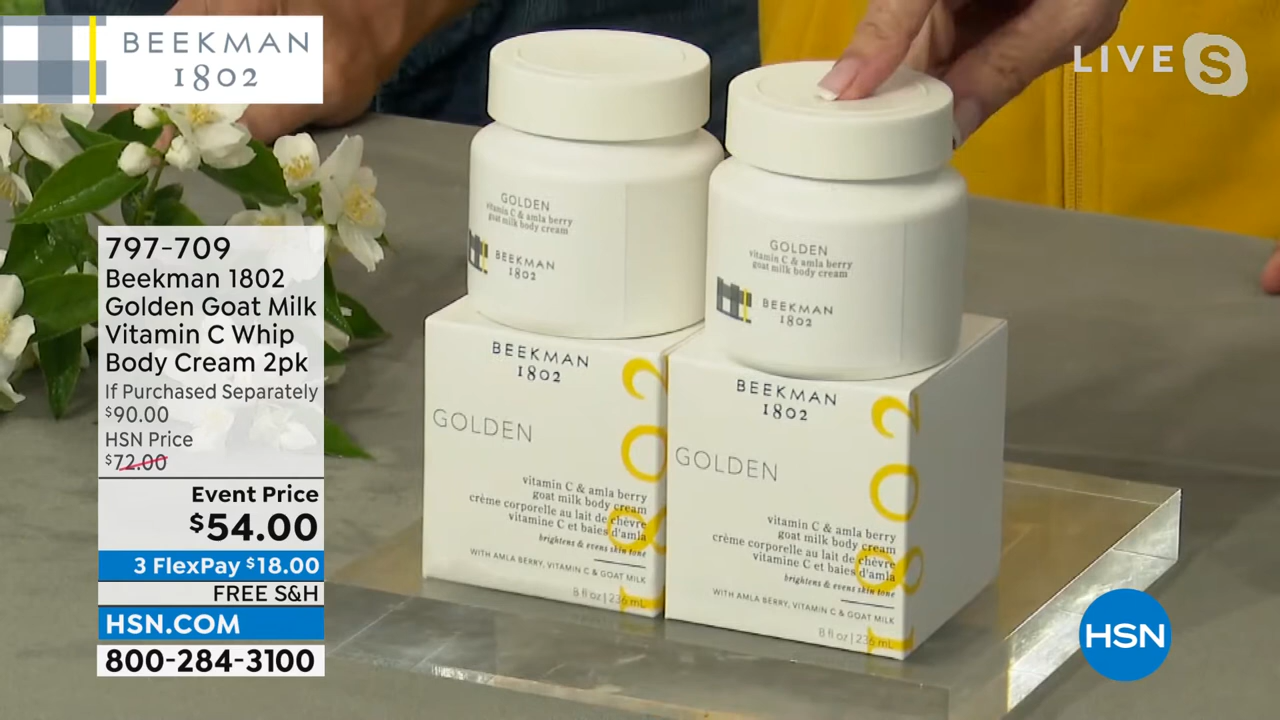 BEEKMAN
1802
LIVE S
797-709
Beekman 1802
Golden Goat Milk
Vitamin C Whip
Body Cream 2pk
If Purchased Separately
$90.00
HSN Price
$72.00
Event Price
$54.00
3 FlexPay $18.00
FREE S&H
HSN.COM
800-284-3100
GOLDEN
vitamin C & amla berry
goat milk body cream
BEEKMAN
1802
GOLDEN
vitamin C & amla berry
goat milk body cream
BEEKMAN
1802
BEEKMAN
1802
GOLDEN
vitamin C & amla berry
goat milk body cream
crème corporelle au lait de chèvre
vitamine C et baies d'amla
brightens & evens skin tone
WITH AMLA BERRY, VITAMIN C & GOAT MILK
8 fl oz | 236 mL
1802
BEEKMAN
1802
GOLDEN
vitamin C & amla berry
goat milk body cream
crème corporelle au lait de chèvre
vitamine C et baies d'amla
brightens & evens skin tone
WITH AMLA BERRY, VITAMIN C & GOAT MILK
8 fl oz | 236 mL
1802
HSN